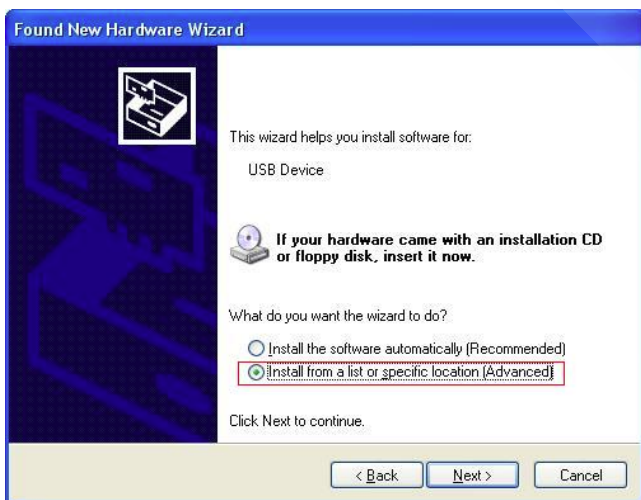 Found New Hardware Wizard
This wizard helps you install software for:
USB Device
If your hardware came with an installation CD
or floppy disk, insert it now.
What do you want the wizard to do?
Install the software automatically (Recommended)
Install from a list or specific location (Advanced)
Click Next to continue.
< Back Next > Cancel